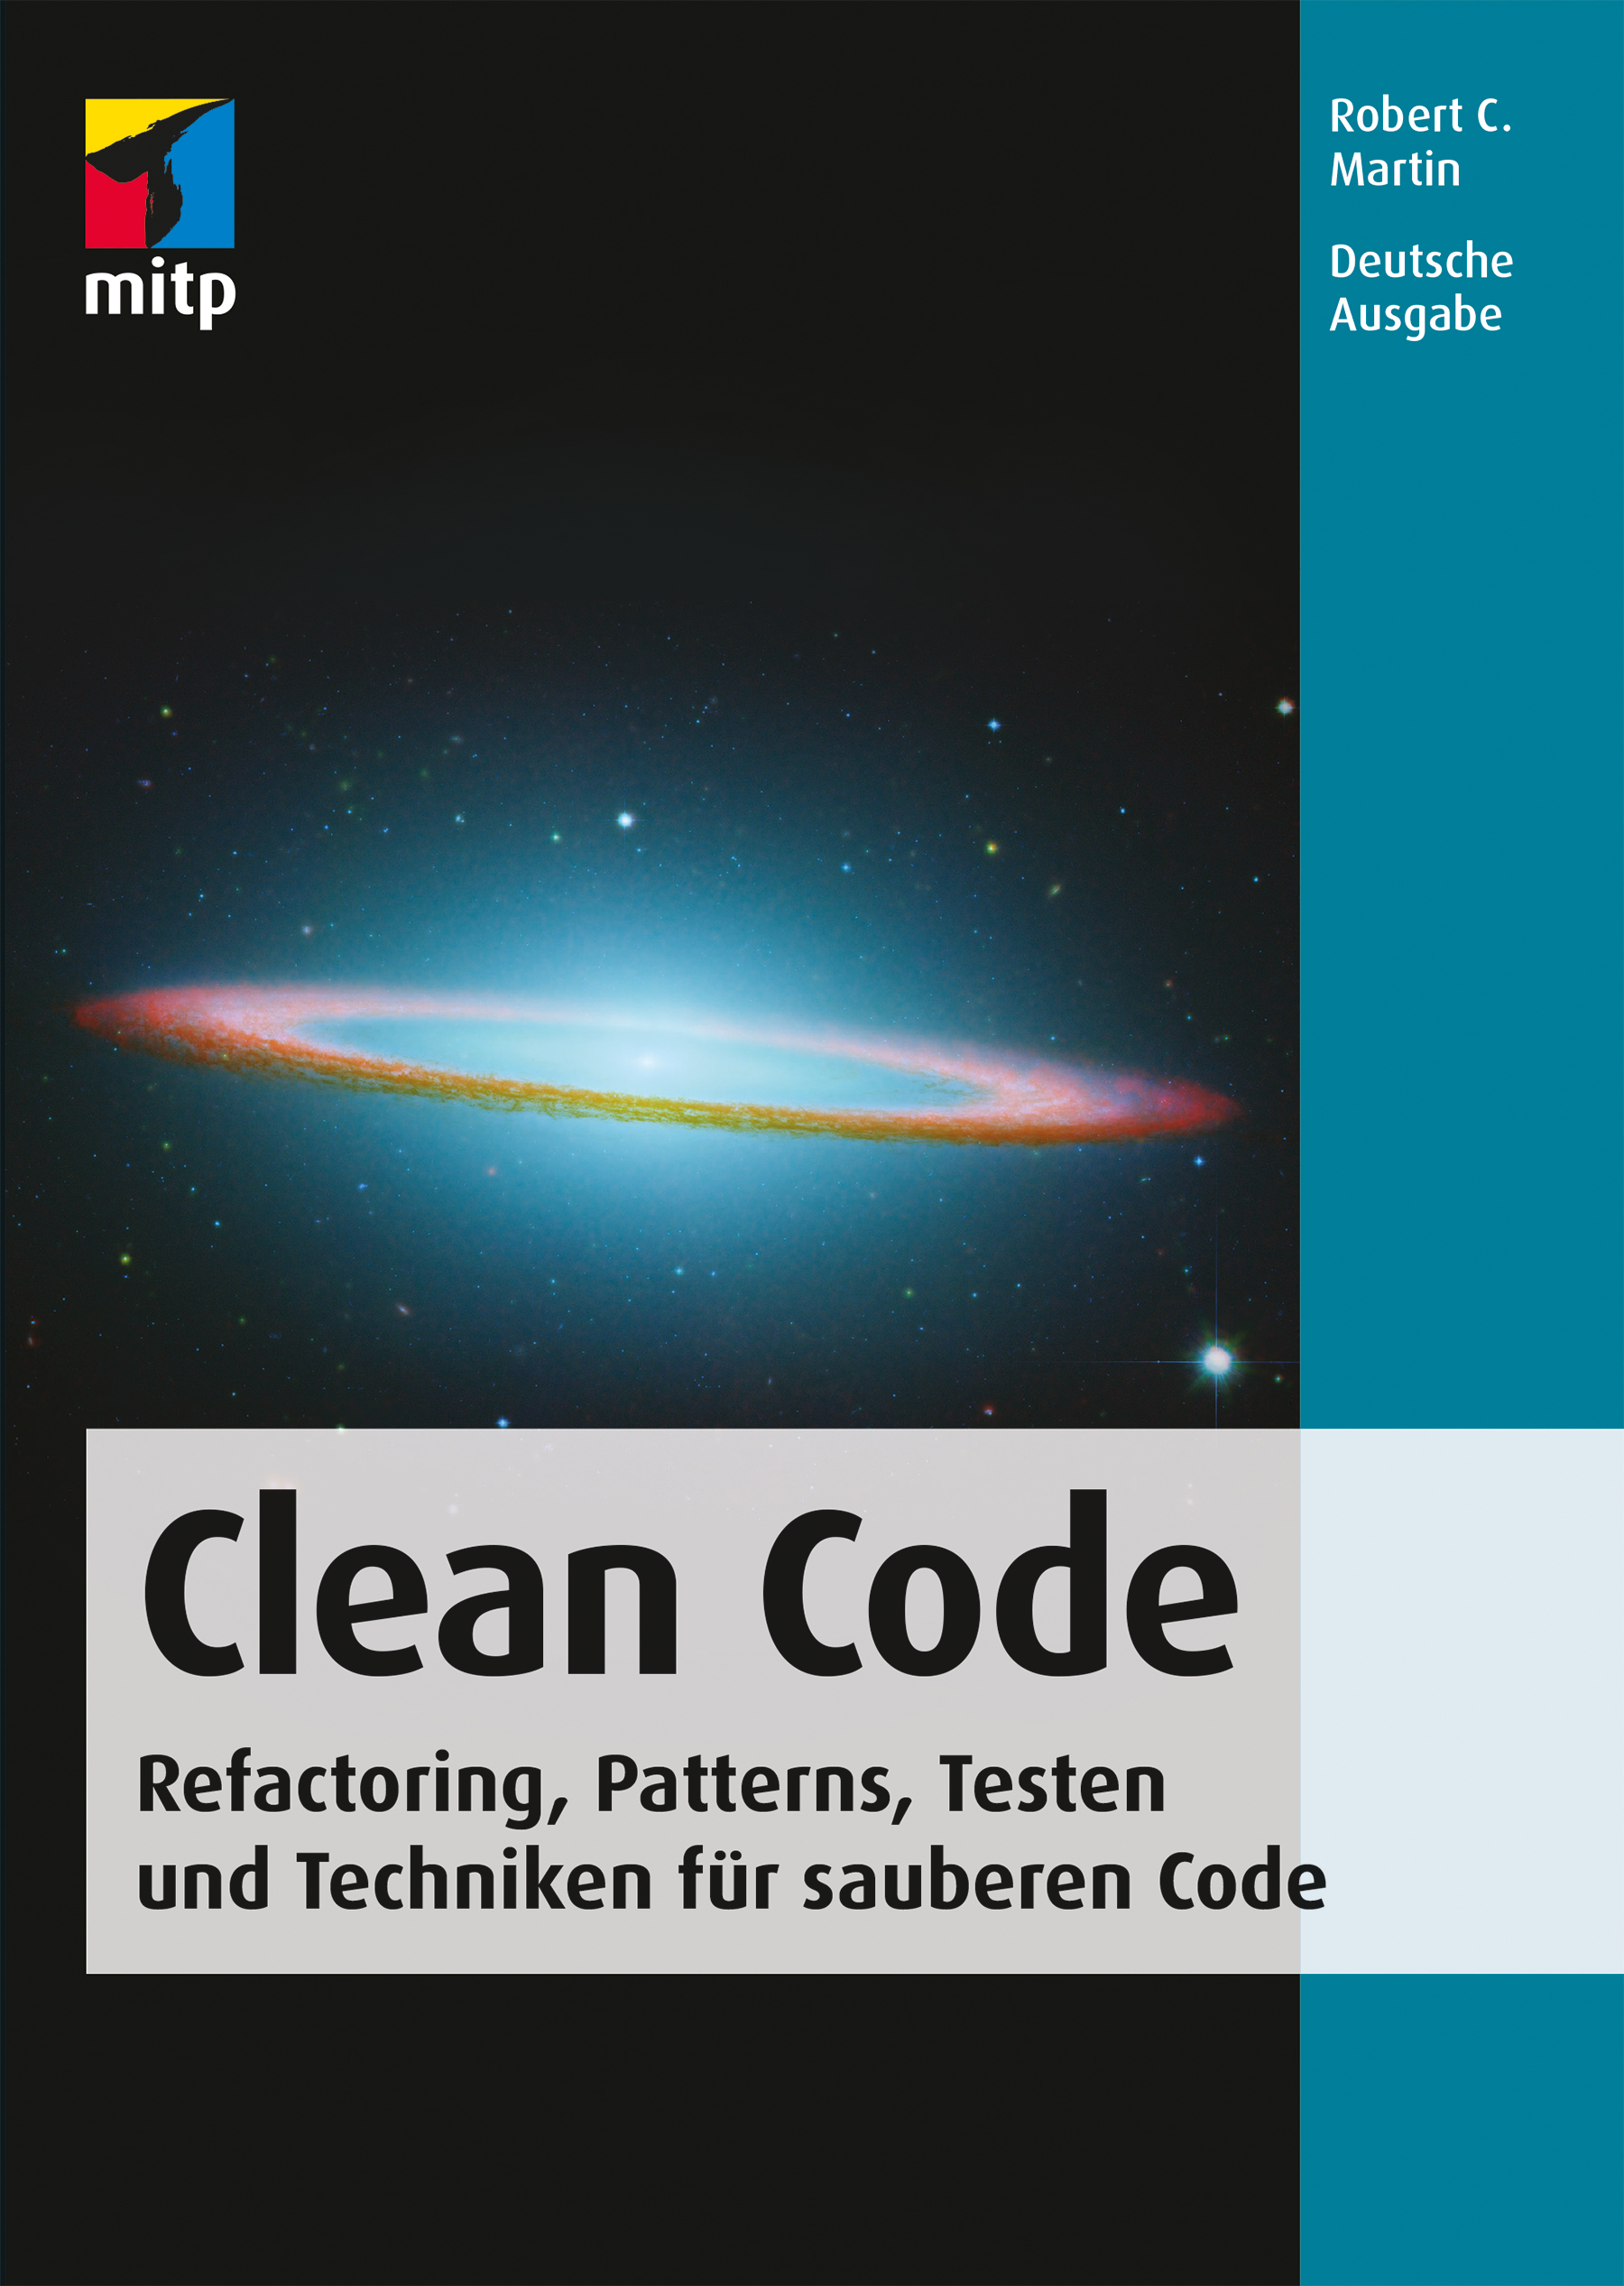 mitp
Robert C.
Martin
Deutsche
Ausgabe
Clean Code
Refactoring, Patterns, Testen
und Techniken für sauberen Code